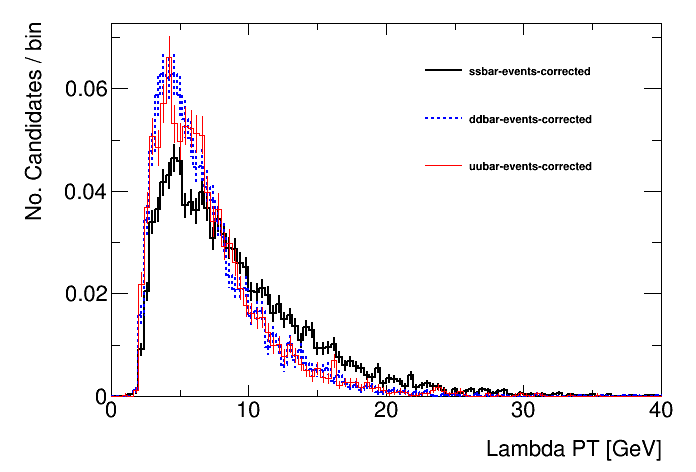 No. Candidates / bin
0.06
0.04
0.02
0
ssbar-events-corrected
ddbar-events-corrected
uubar-events-corrected
0 10 20 30 40
Lambda PT [GeV]